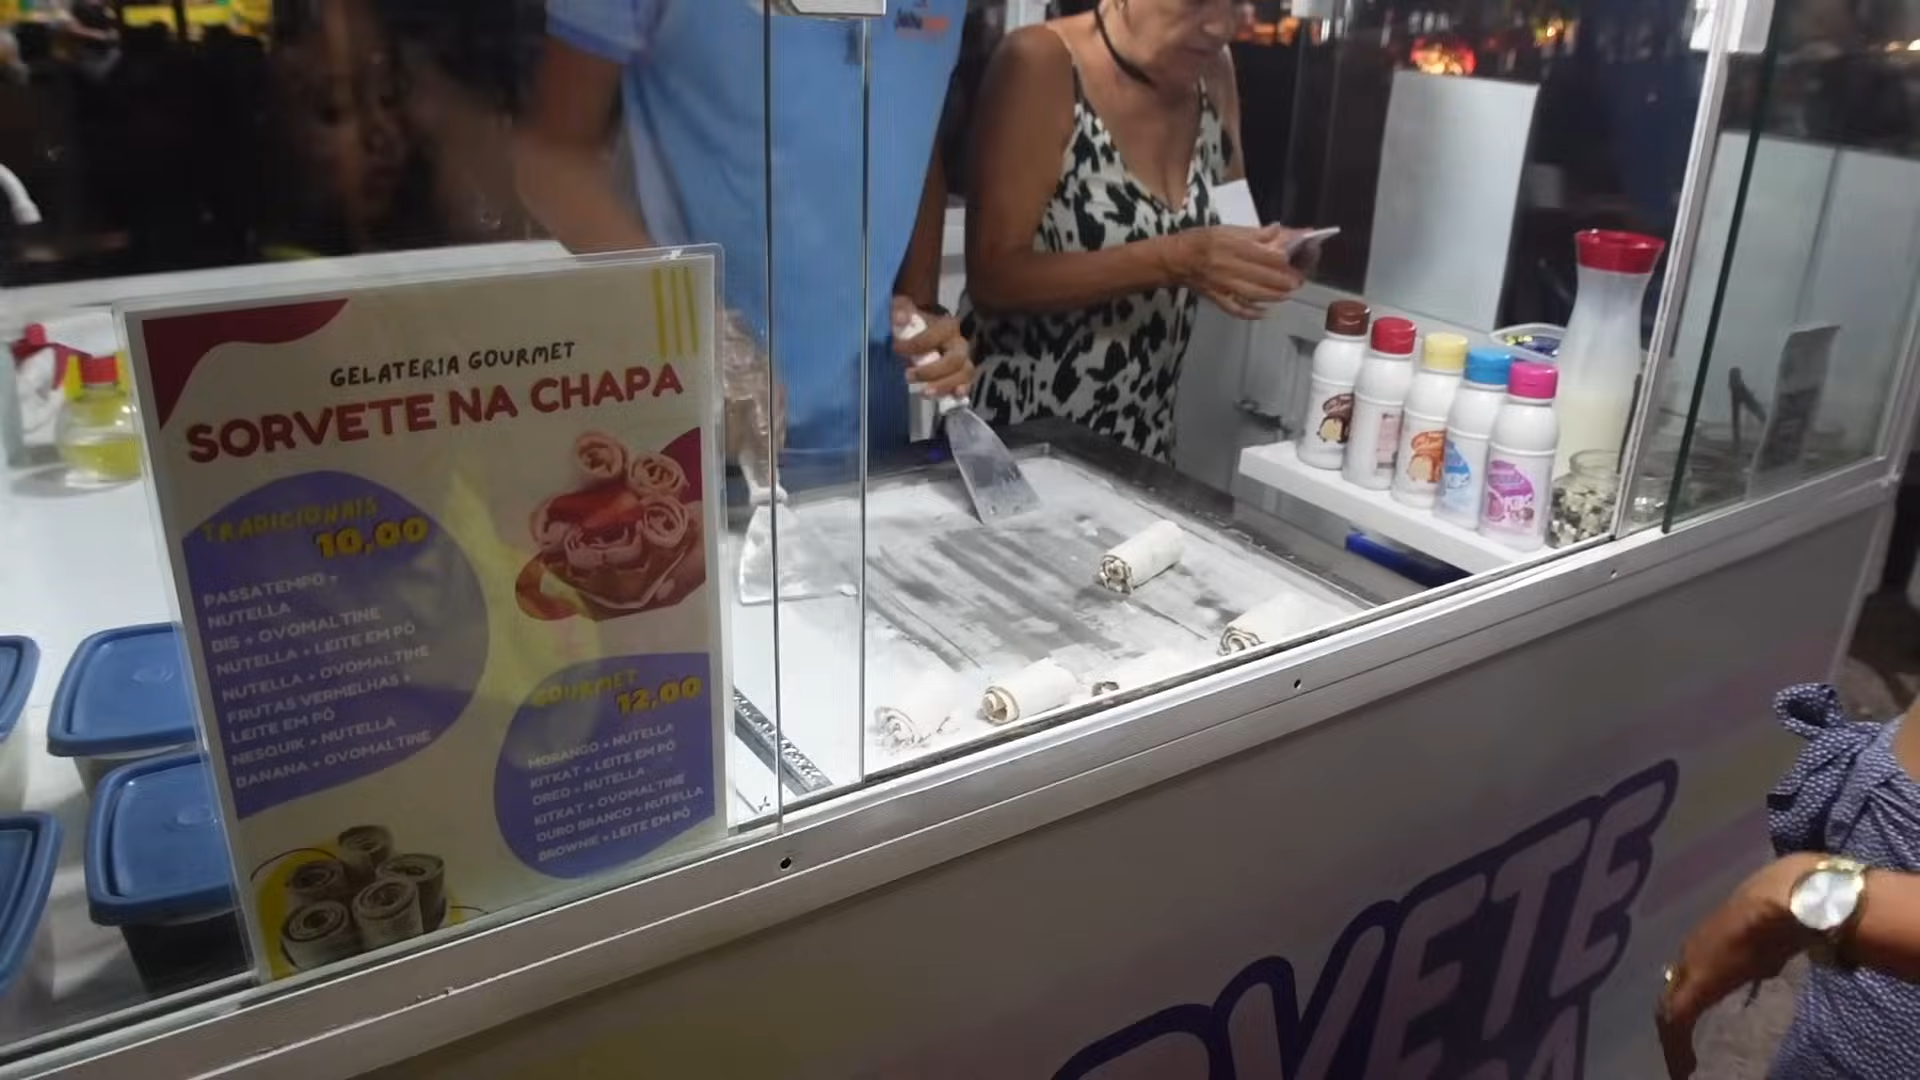 GELATERIA GOURMET
SORVETE NA CHAPA
TRADICIONAIS
10,00
PASSATEMPO +
NUTELLA
BIS + OVOMALTINE
NUTELLA + LEITE EM PÓ
NUTELLA + OVOMALTINE
FRUTAS VERMELHAS +
LEITE EM PÓ
NESQUIK + NUTELLA
BANANA + OVOMALTINE
GOURMET
12,00
MORANGO + NUTELLA
KITKAT + LEITE EM PÓ
OREO + NUTELLA
KITKAT + OVOMALTINE
OURO BRANCO + NUTELLA
BROWNIE + LEITE EM PÓ
RVETE